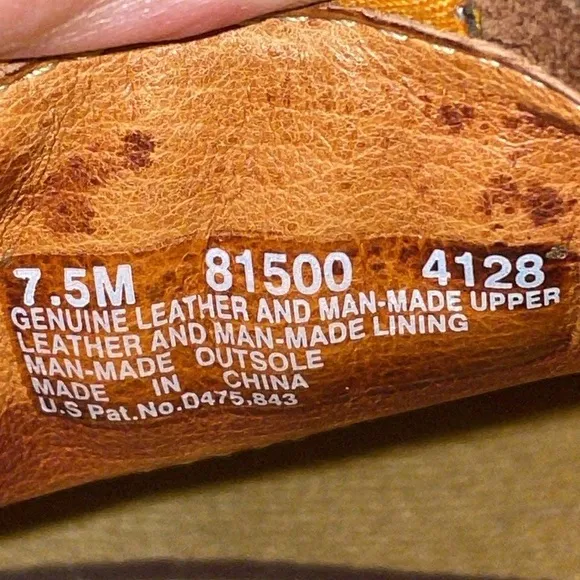 7.5M 81500 4128
GENUINE LEATHER AND MAN-MADE UPPER
LEATHER AND MAN-MADE LINING
MAN-MADE OUTSOLE
MADE IN CHINA
U.S Pat.No.D475,843